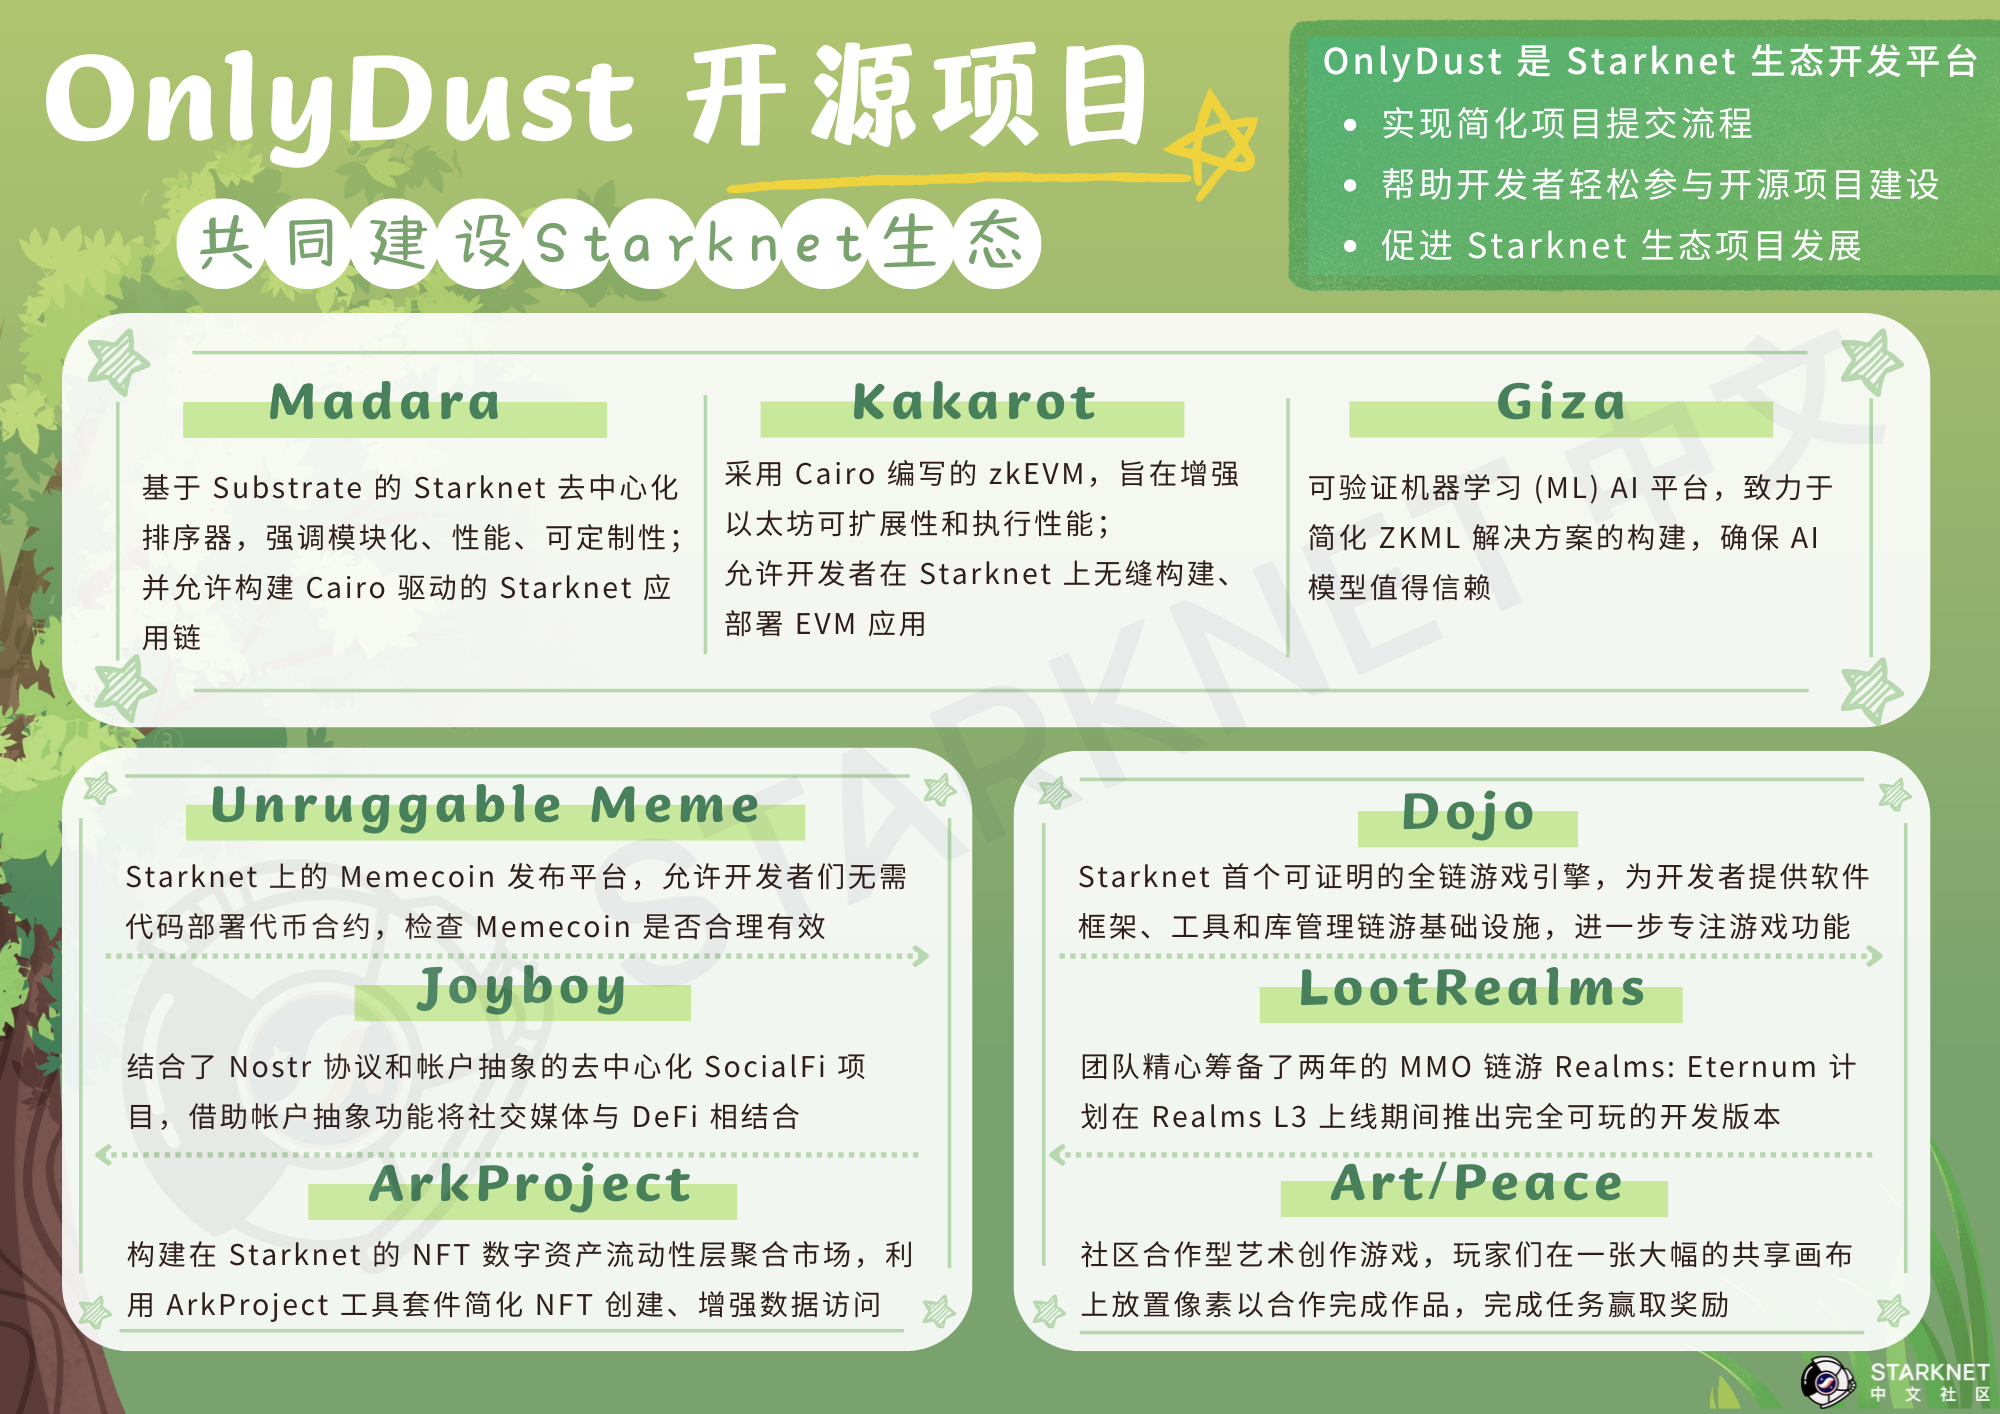 OnlyDust 开源项目
共同建设Starknet生态
OnlyDust 是 Starknet 生态开发平台
• 实现简化项目提交流程
• 帮助开发者轻松参与开源项目建设
• 促进 Starknet 生态项目发展
Madara
基于 Substrate 的 Starknet 去中心化
排序器，强调模块化、性能、可定制性；
并允许构建 Cairo 驱动的 Starknet 应
用链
Kakarot
采用 Cairo 编写的 zkEVM，旨在增强
以太坊可扩展性和执行性能；
允许开发者在 Starknet 上无缝构建、
部署 EVM 应用
Giza
可验证机器学习 (ML) AI 平台，致力于
简化 ZKML 解决方案的构建，确保 AI
模型值得信赖
Unruggable Meme
Starknet 上的 Memecoin 发布平台，允许开发者们无需
代码部署代币合约，检查 Memecoin 是否合理有效
Joyboy
结合了 Nostr 协议和帐户抽象的去中心化 SocialFi 项
目，借助帐户抽象功能将社交媒体与 DeFi 相结合
ArkProject
构建在 Starknet 的 NFT 数字资产流动性层聚合市场，利
用 ArkProject 工具套件简化 NFT 创建、增强数据访问
Dojo
Starknet 首个可证明的全链游戏引擎，为开发者提供软件
框架、工具和库管理链游基础设施，进一步专注游戏功能
LootRealms
团队精心筹备了两年的 MMO 链游 Realms: Eternum 计
划在 Realms L3 上线期间推出完全可玩的开发版本
Art/Peace
社区合作型艺术创作游戏，玩家们在一张大幅的共享画布
上放置像素以合作完成作品，完成任务赢取奖励
STARKNET 中文
®
STARKNET
中文社区